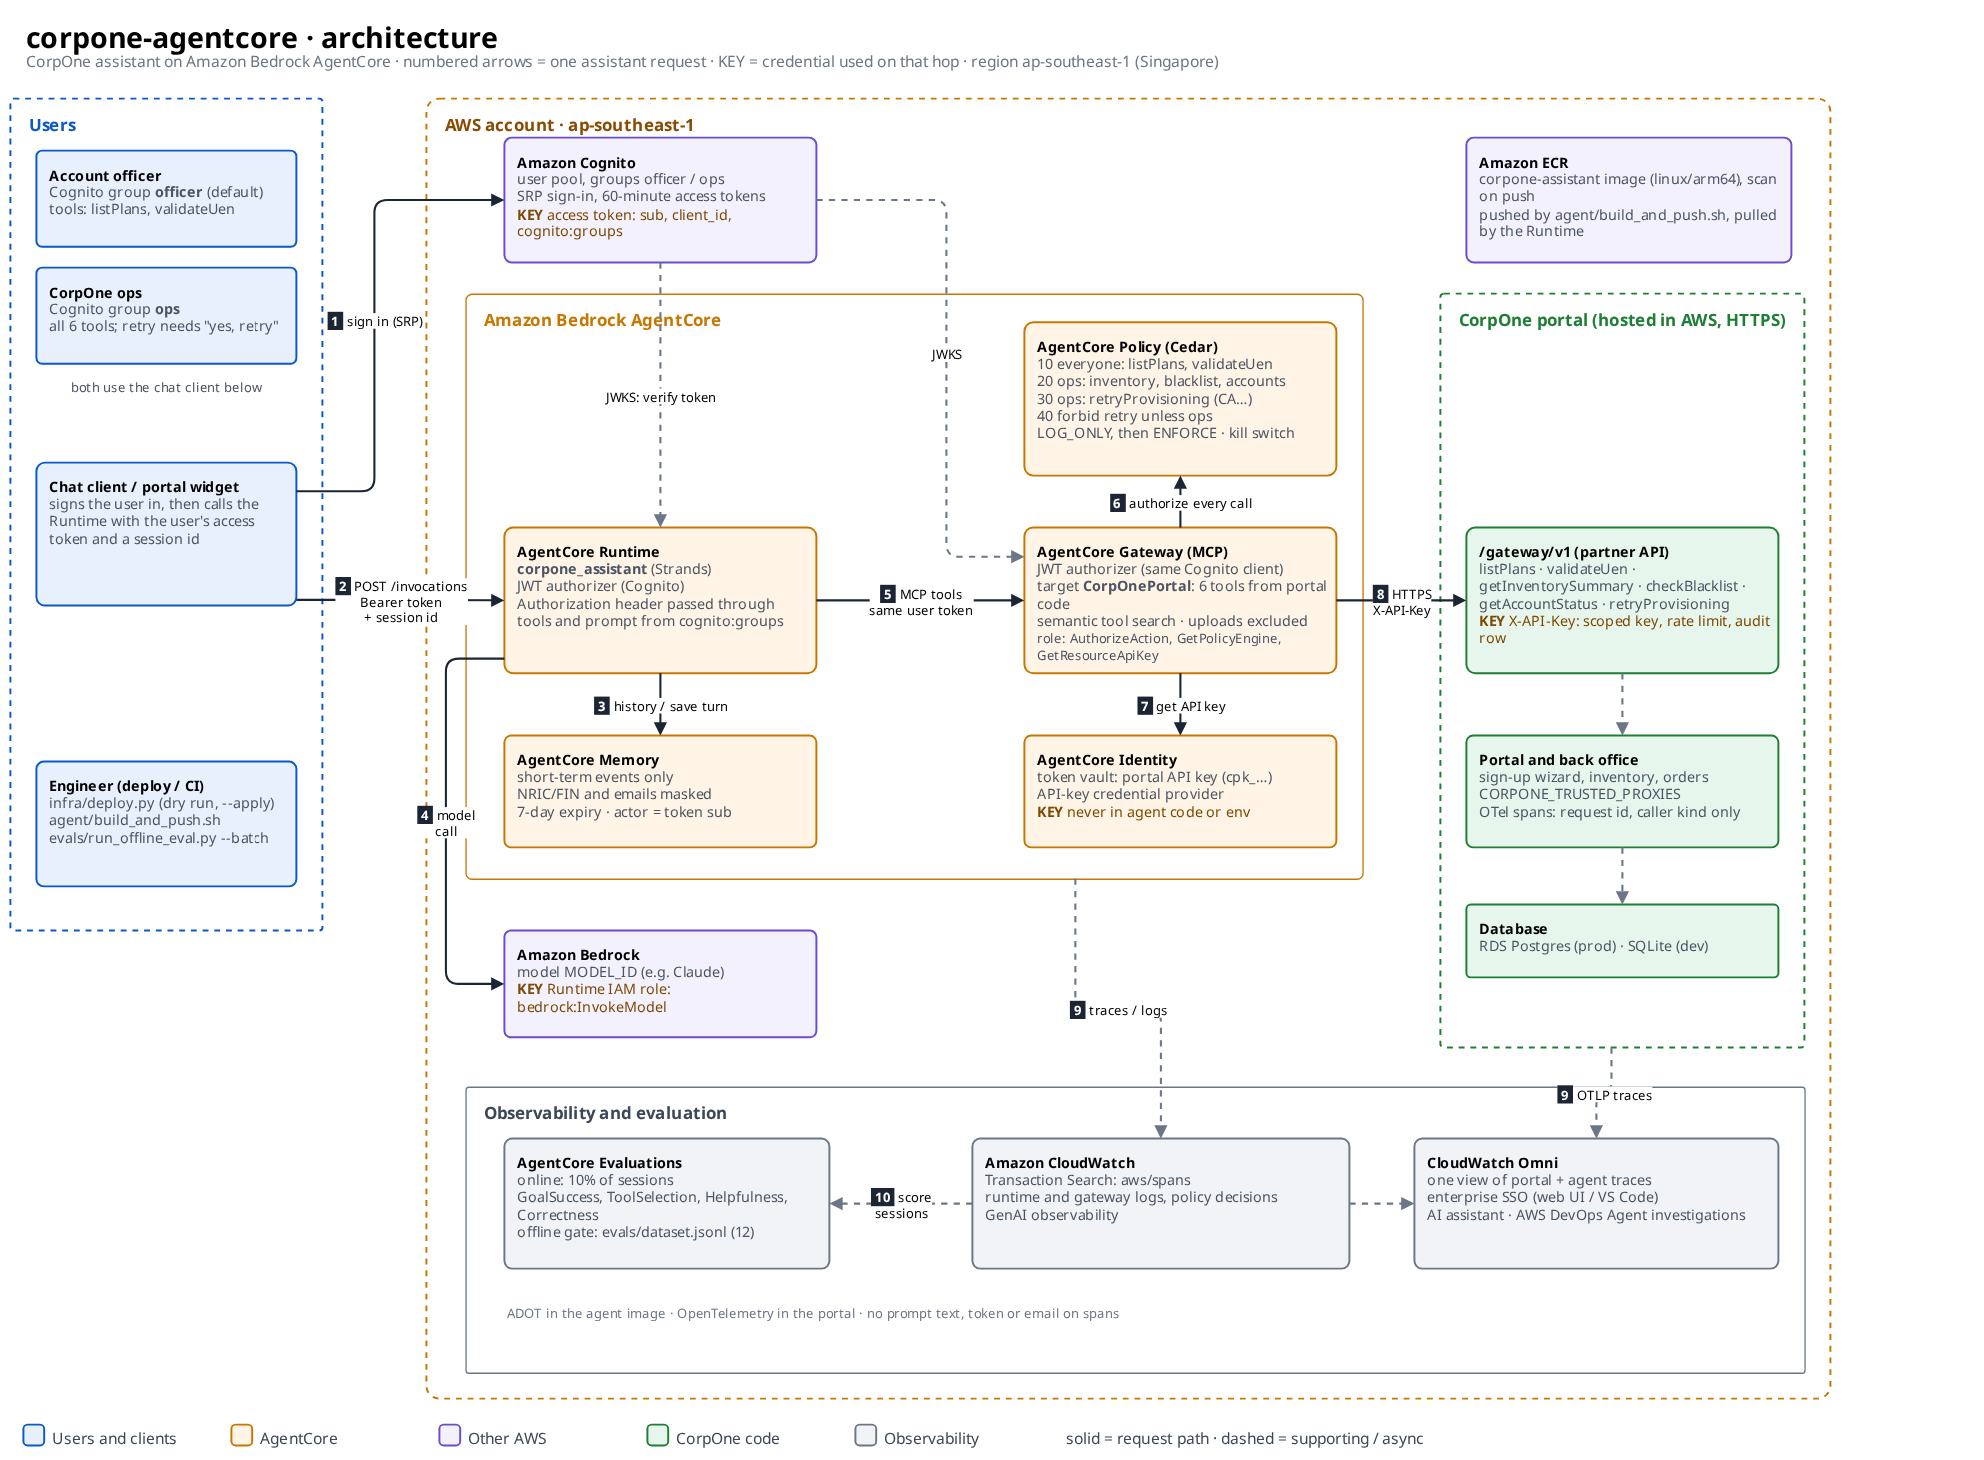 corpone-agentcore · architecture
CorpOne assistant on Amazon Bedrock AgentCore · numbered arrows = one assistant request · KEY = credential used on that hop · region ap-southeast-1 (Singapore)
Users
Account officer
Cognito group officer (default)
tools: listPlans, validateUen
CorpOne ops
Cognito group ops
all 6 tools; retry needs "yes, retry"
both use the chat client below
Chat client / portal widget
signs the user in, then calls the
Runtime with the user's access
token and a session id
Engineer (deploy / CI)
infra/deploy.py (dry run, --apply)
agent/build_and_push.sh
evals/run_offline_eval.py --batch
1 sign in (SRP)
2 POST /invocations
Bearer token
+ session id
AWS account · ap-southeast-1
Amazon Cognito
user pool, groups officer / ops
SRP sign-in, 60-minute access tokens
KEY access token: sub, client_id,
cognito:groups
Amazon ECR
corpone-assistant image (linux/arm64), scan
on push
pushed by agent/build_and_push.sh, pulled
by the Runtime
Amazon Bedrock AgentCore
JWKS: verify token
JWKS
AgentCore Policy (Cedar)
10 everyone: listPlans, validateUen
20 ops: inventory, blacklist, accounts
30 ops: retryProvisioning (CA...)
40 forbid retry unless ops
LOG_ONLY, then ENFORCE · kill switch
6 authorize every call
AgentCore Runtime
corpone_assistant (Strands)
JWT authorizer (Cognito)
Authorization header passed through
tools and prompt from cognito:groups
5 MCP tools
same user token
AgentCore Gateway (MCP)
JWT authorizer (same Cognito client)
target CorpOnePortal: 6 tools from portal
code
semantic tool search · uploads excluded
role: AuthorizeAction, GetPolicyEngine,
GetResourceApiKey
8 HTTPS
X-API-Key
3 history / save turn
7 get API key
4 model
call
AgentCore Memory
short-term events only
NRIC/FIN and emails masked
7-day expiry · actor = token sub
AgentCore Identity
token vault: portal API key (cpk_...)
API-key credential provider
KEY never in agent code or env
Amazon Bedrock
model MODEL_ID (e.g. Claude)
KEY Runtime IAM role:
bedrock:InvokeModel
CorpOne portal (hosted in AWS, HTTPS)
/gateway/v1 (partner API)
listPlans · validateUen ·
getInventorySummary · checkBlacklist ·
getAccountStatus · retryProvisioning
KEY X-API-Key: scoped key, rate limit, audit
row
Portal and back office
sign-up wizard, inventory, orders
CORPONE_TRUSTED_PROXIES
OTel spans: request id, caller kind only
Database
RDS Postgres (prod) · SQLite (dev)
9 traces / logs
9 OTLP traces
Observability and evaluation
AgentCore Evaluations
online: 10% of sessions
GoalSuccess, ToolSelection, Helpfulness,
Correctness
offline gate: evals/dataset.jsonl (12)
10 score
sessions
Amazon CloudWatch
Transaction Search: aws/spans
runtime and gateway logs, policy decisions
GenAI observability
CloudWatch Omni
one view of portal + agent traces
enterprise SSO (web UI / VS Code)
AI assistant · AWS DevOps Agent investigations
ADOT in the agent image · OpenTelemetry in the portal · no prompt text, token or email on spans
Users and clients
AgentCore
Other AWS
CorpOne code
Observability
solid = request path · dashed = supporting / async